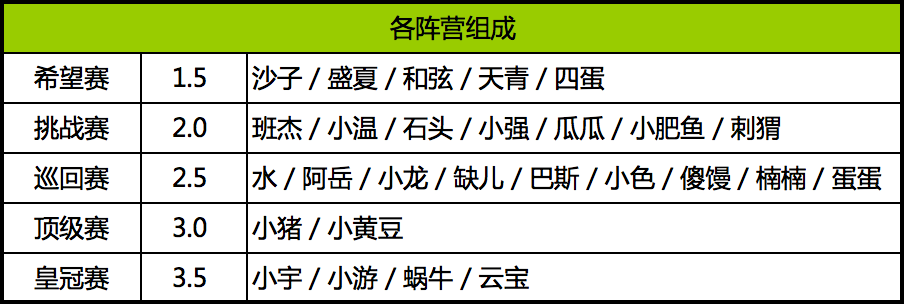 各阵营组成
希望赛 1.5 沙子 / 盛夏 / 和弦 / 天青 / 四蛋
挑战赛 2.0 班杰 / 小温 / 石头 / 小强 / 瓜瓜 / 小肥鱼 / 刺猬
巡回赛 2.5 水 / 阿岳 / 小龙 / 缺儿 / 巴斯 / 小色 / 傻馒 / 楠楠 / 蛋蛋
顶级赛 3.0 小猪 / 小黄豆
皇冠赛 3.5 小宇 / 小游 / 蜗牛 / 云宝